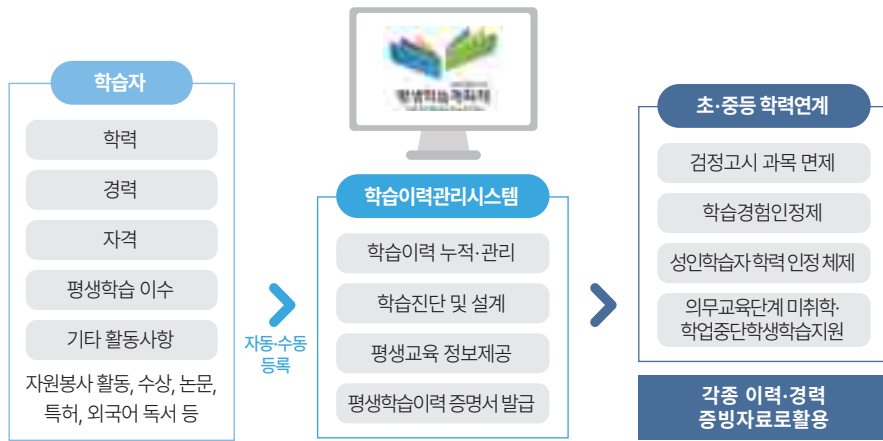 평생학습계좌제
학습자
학력
경력
자격
평생학습 이수
기타 활동사항
자원봉사 활동, 수상, 논문,
특허, 외국어 독서 등
자동·수동
등록
학습이력관리시스템
학습이력 누적·관리
학습진단 및 설계
평생교육 정보제공
평생학습이력 증명서 발급
초·중등 학력연계
검정고시 과목 면제
학습경험인정제
성인학습자 학력 인정 체제
의무교육단계 미취학·
학업중단학생학습지원
각종 이력·경력
증빙자료로활용